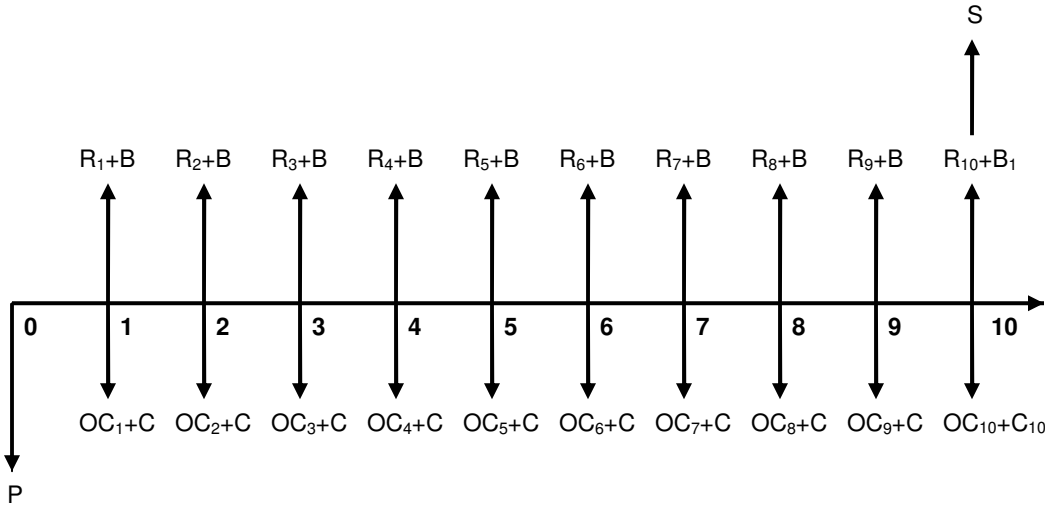 S
R₁+B R₂+B R₃+B R₄+B R₅+B R₆+B R₇+B R₈+B R₉+B R₁₀+B₁
0 1 2 3 4 5 6 7 8 9 10
OC₁+C OC₂+C OC₃+C OC₄+C OC₅+C OC₆+C OC₇+C OC₈+C OC₉+C OC₁₀+C₁₀
P